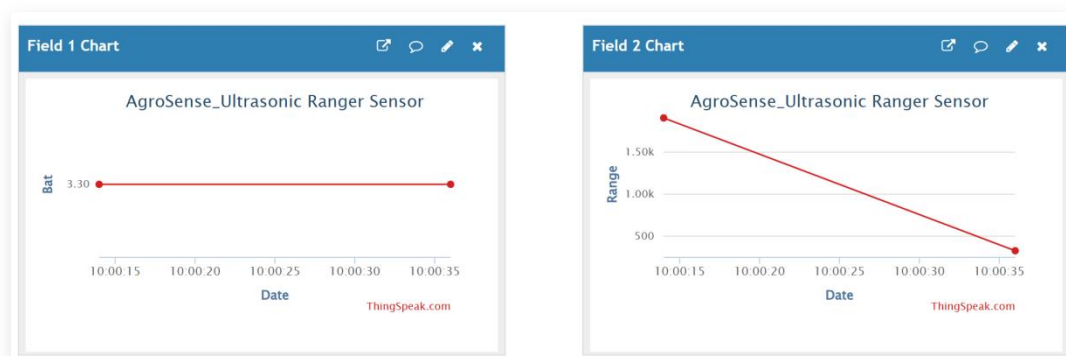 Field 1 Chart
AgroSense_Ultrasonic Ranger Sensor
Bat
3.30
10:00:15 10:00:20 10:00:25 10:00:30 10:00:35
Date
ThingSpeak.com
Field 2 Chart
AgroSense_Ultrasonic Ranger Sensor
Range
1.50k
1.00k
500
10:00:15 10:00:20 10:00:25 10:00:30 10:00:35
Date
ThingSpeak.com